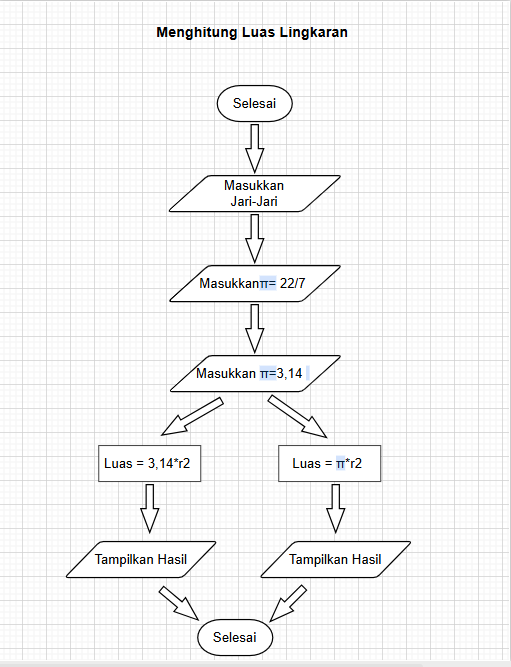 Menghitung Luas Lingkaran
Selesai
Masukkan
Jari-Jari
Masukkanπ= 22/7
Masukkan π=3,14
Luas = 3,14*r2
Luas = π*r2
Tampilkan Hasil
Tampilkan Hasil
Selesai